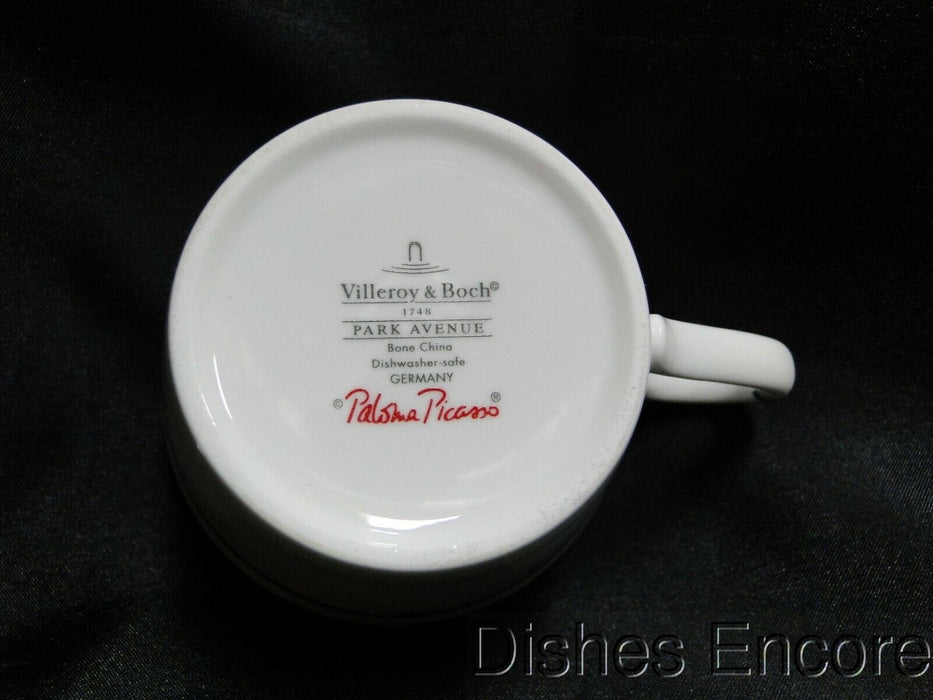 Villeroy & Boch©
1748
PARK AVENUE
Bone China
Dishwasher-safe
GERMANY
© Paloma Picasso ®
Dishes Encore